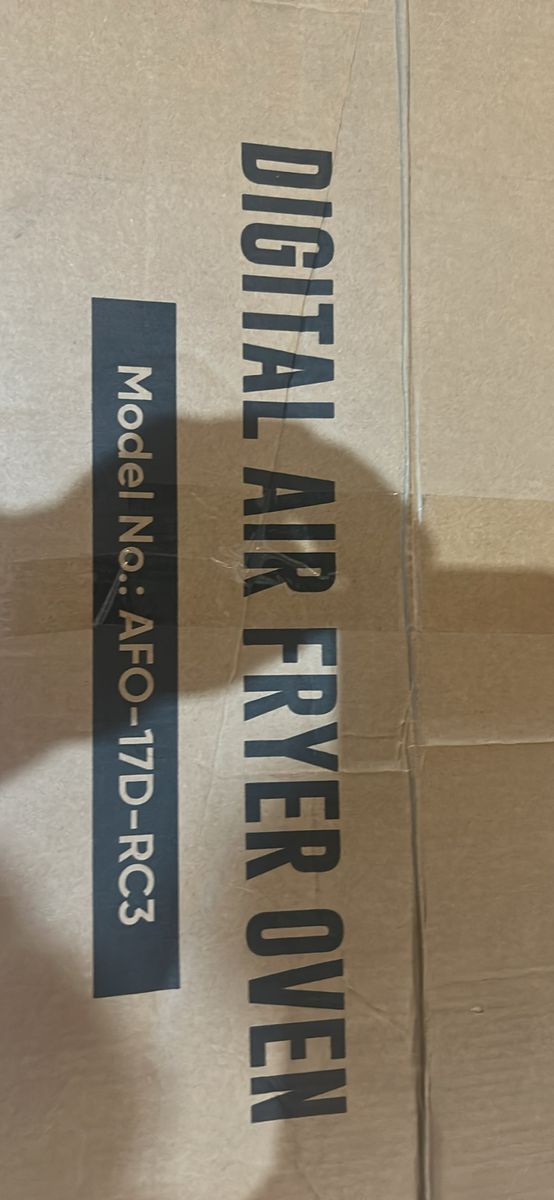 DIGITAL AIR FRYER OVEN
Model No.: AFO-17D-RC3